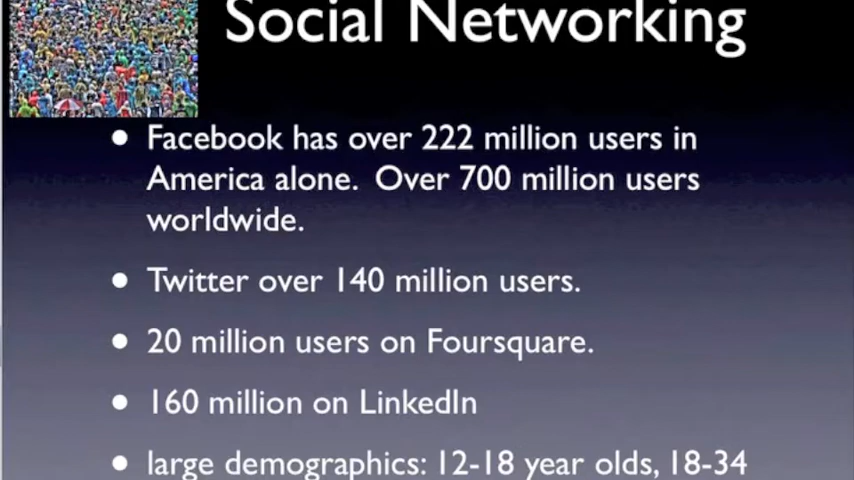 Social Networking
• Facebook has over 222 million users in
America alone.  Over 700 million users
worldwide.
• Twitter over 140 million users.
• 20 million users on Foursquare.
• 160 million on LinkedIn
• large demographics: 12-18 year olds, 18-34